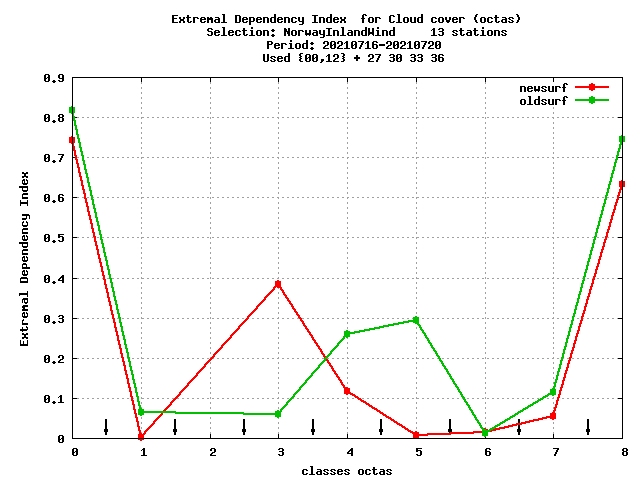 Extremal Dependency Index for Cloud cover (octas)
Selection: NorwayInlandWind 13 stations
Period: 20210716-20210720
Used {00,12} + 27 30 33 36
newsurf
oldsurf
0.9
0.8
0.7
0.6
0.5
0.4
0.3
0.2
0.1
0
Extremal Dependency Index
0 1 2 3 4 5 6 7 8
classes octas